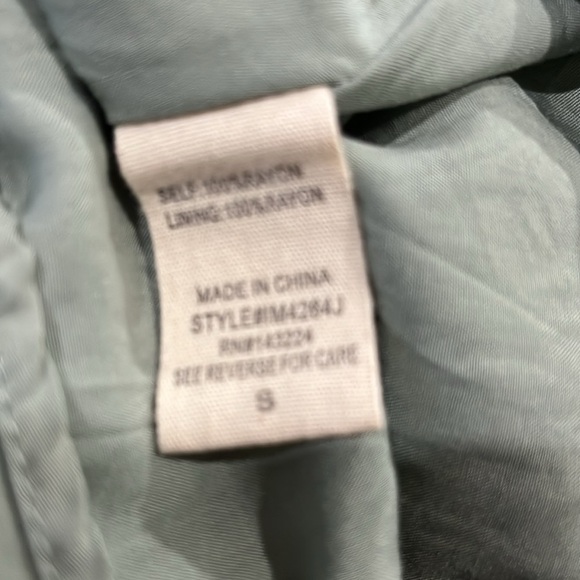 SELF:100%RAYON
LINING:100%RAYON
MADE IN CHINA
STYLE#IM4264J
RN#143224
SEE REVERSE FOR CARE
S